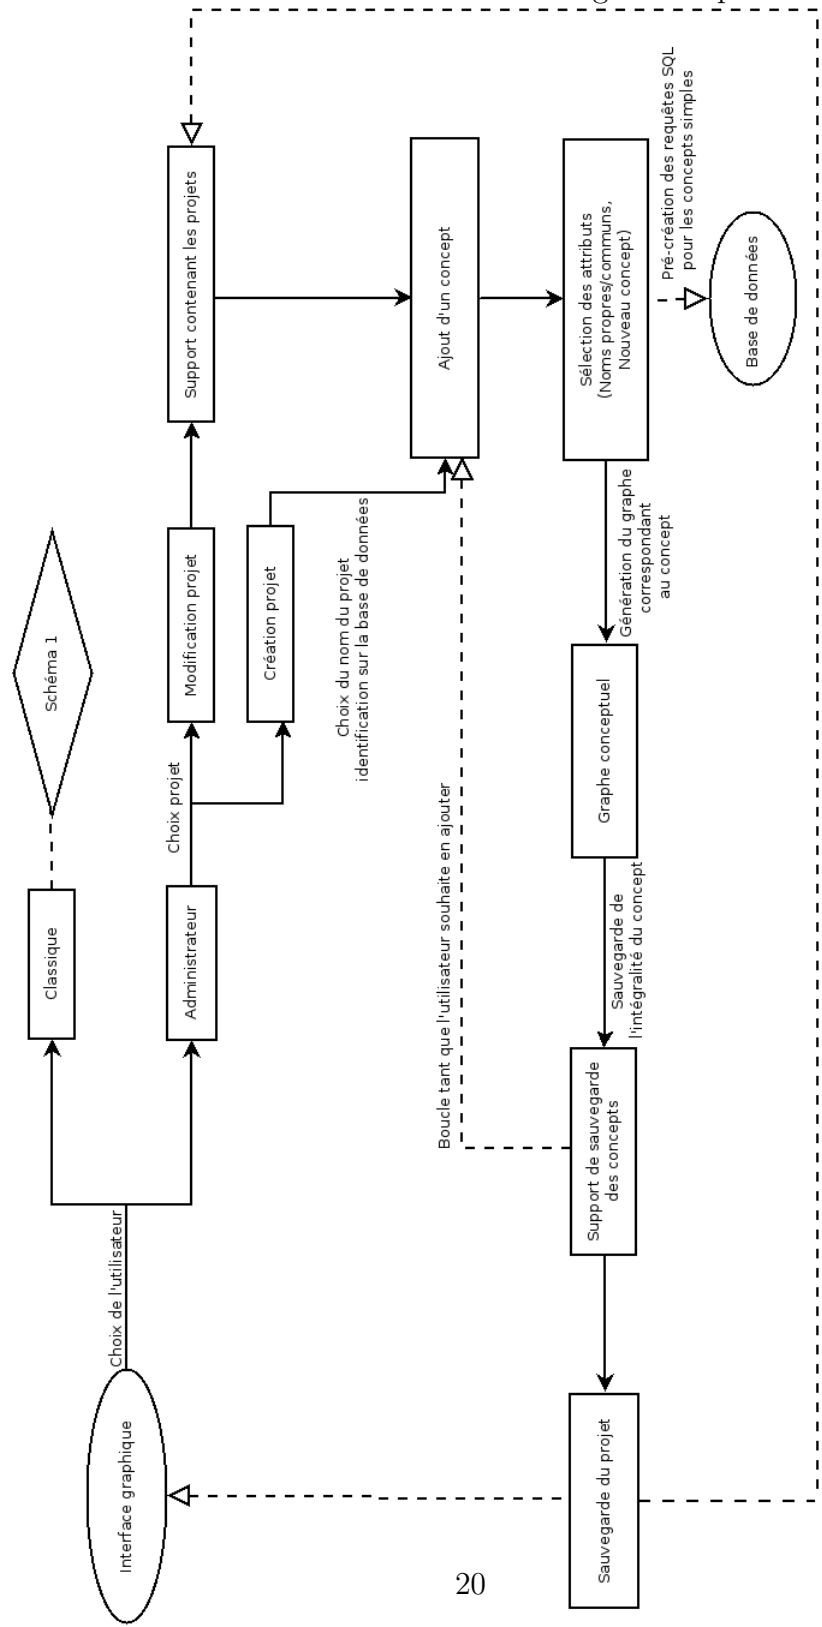 Interface graphique
Choix de l'utilisateur
Classique
Schéma 1
Administrateur
Choix projet
Modification projet
Support contenant les projets
Création projet
Choix du nom du projet
identification sur la base de données
Ajout d'un concept
Boucle tant que l'utilisateur souhaite en ajouter
Sélection des attributs
(Noms propres/communs,
Nouveau concept)
Pré-création des requêtes SQL
pour les concepts simples
Base de données
Génération du graphe
correspondant
au concept
Graphe conceptuel
Sauvegarde de
l'intégralité du concept
Support de sauvegarde
des concepts
Sauvegarde du projet
20